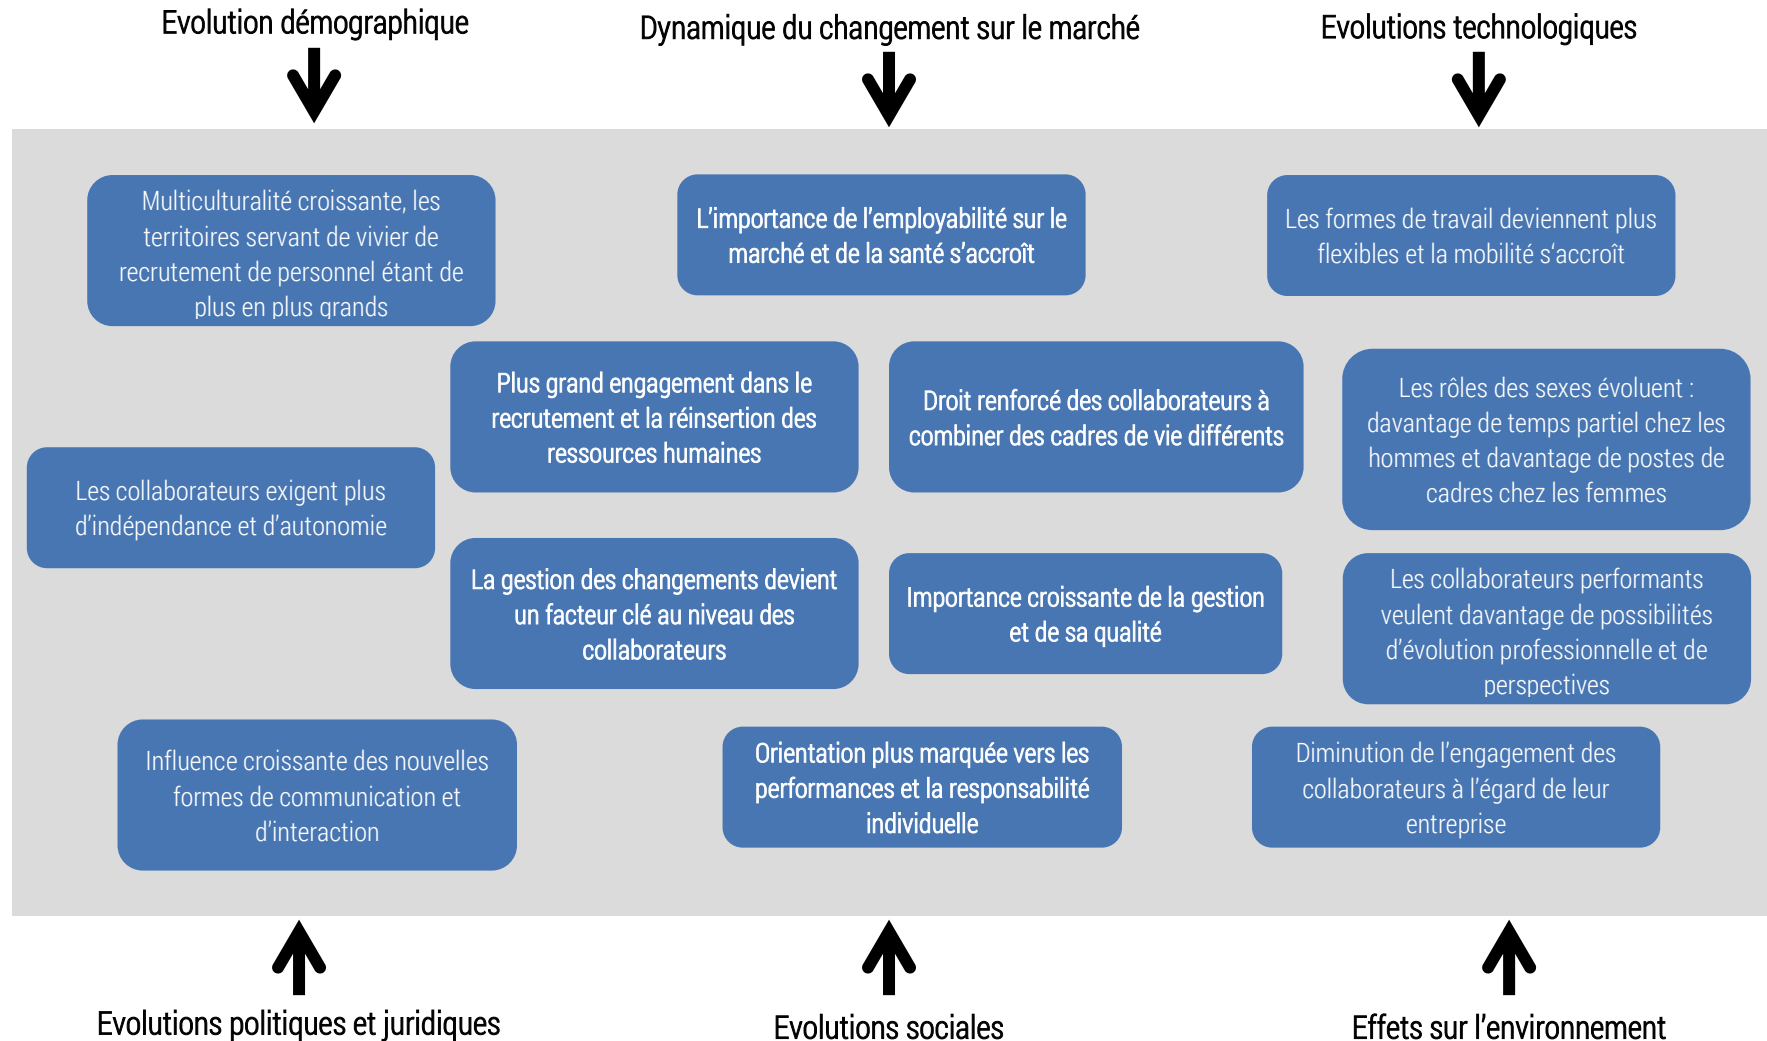 Evolution démographique
Dynamique du changement sur le marché
Evolutions technologiques
Multiculturalité croissante, les
territoires servant de vivier de
recrutement de personnel étant de
plus en plus grands
L’importance de l’employabilité sur le
marché et de la santé s’accroît
Les formes de travail deviennent plus
flexibles et la mobilité s‘accroît
Plus grand engagement dans le
recrutement et la réinsertion des
ressources humaines
Droit renforcé des collaborateurs à
combiner des cadres de vie différents
Les rôles des sexes évoluent :
davantage de temps partiel chez les
hommes et davantage de postes de
cadres chez les femmes
Les collaborateurs exigent plus
d’indépendance et d’autonomie
La gestion des changements devient
un facteur clé au niveau des
collaborateurs
Importance croissante de la gestion
et de sa qualité
Les collaborateurs performants
veulent davantage de possibilités
d’évolution professionnelle et de
perspectives
Influence croissante des nouvelles
formes de communication et
d’interaction
Orientation plus marquée vers les
performances et la responsabilité
individuelle
Diminution de l’engagement des
collaborateurs à l’égard de leur
entreprise
Evolutions politiques et juridiques
Evolutions sociales
Effets sur l’environnement